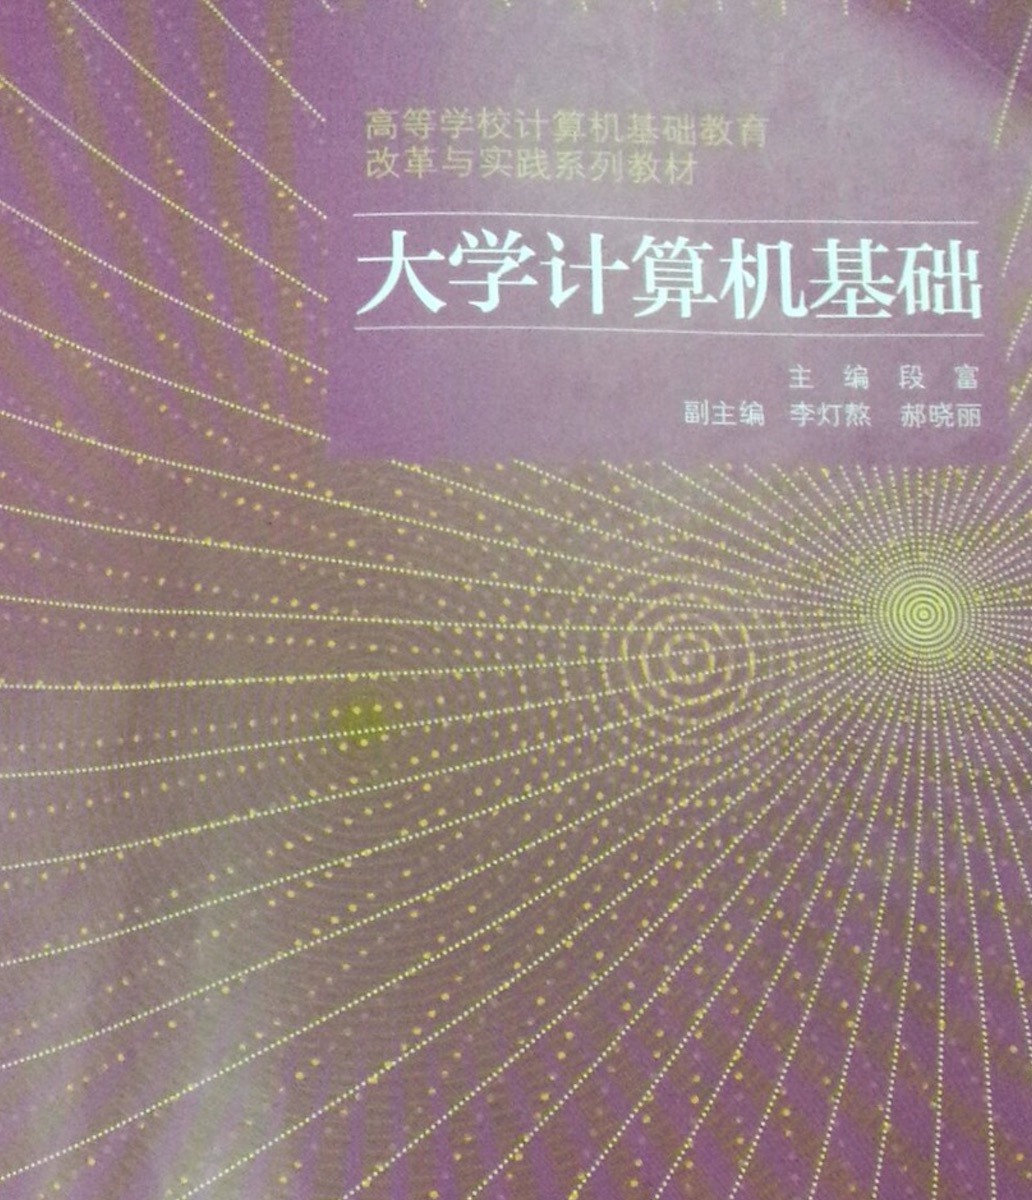 高等学校计算机基础教育
改革与实践系列教材
大学计算机基础
主 编 段 富
副主编 李灯熬 郝晓丽